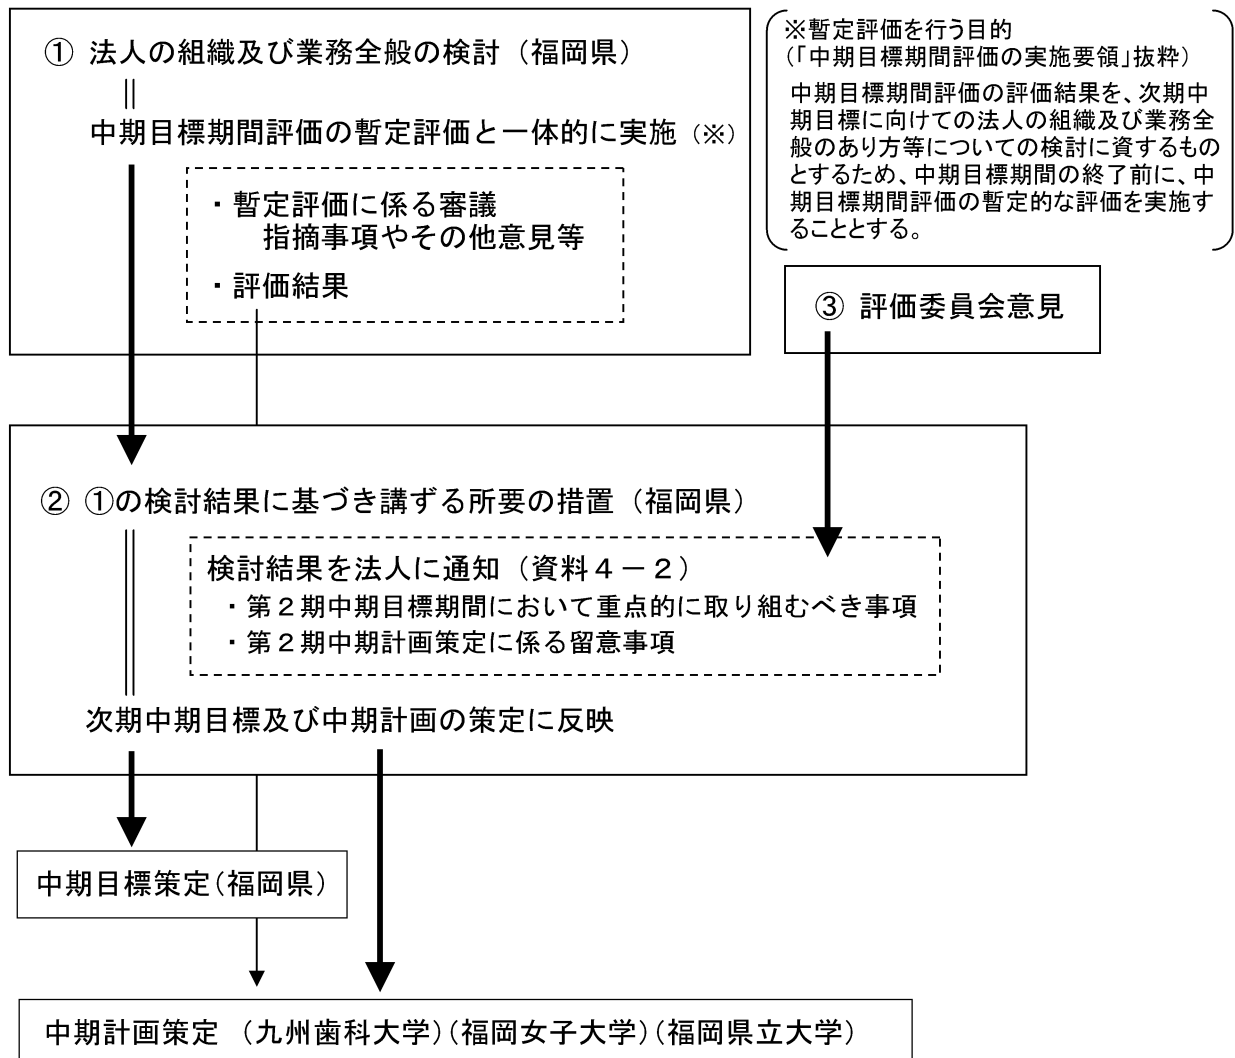 ① 法人の組織及び業務全般の検討（福岡県）
中期目標期間評価の暫定評価と一体的に実施（※）
・暫定評価に係る審議
指摘事項やその他意見等
・評価結果
※暫定評価を行う目的
（「中期目標期間評価の実施要領」抜粋）
中期目標期間評価の評価結果を、次期中
期目標に向けての法人の組織及び業務全
般のあり方等についての検討に資するもの
とするため、中期目標期間の終了前に、中
期目標期間評価の暫定的な評価を実施す
ることとする。
③ 評価委員会意見
② ①の検討結果に基づき講ずる所要の措置（福岡県）
検討結果を法人に通知（資料４－２）
・第２期中期目標期間において重点的に取り組むべき事項
・第２期中期計画策定に係る留意事項
次期中期目標及び中期計画の策定に反映
中期目標策定（福岡県）
中期計画策定 （九州歯科大学）（福岡女子大学）（福岡県立大学）